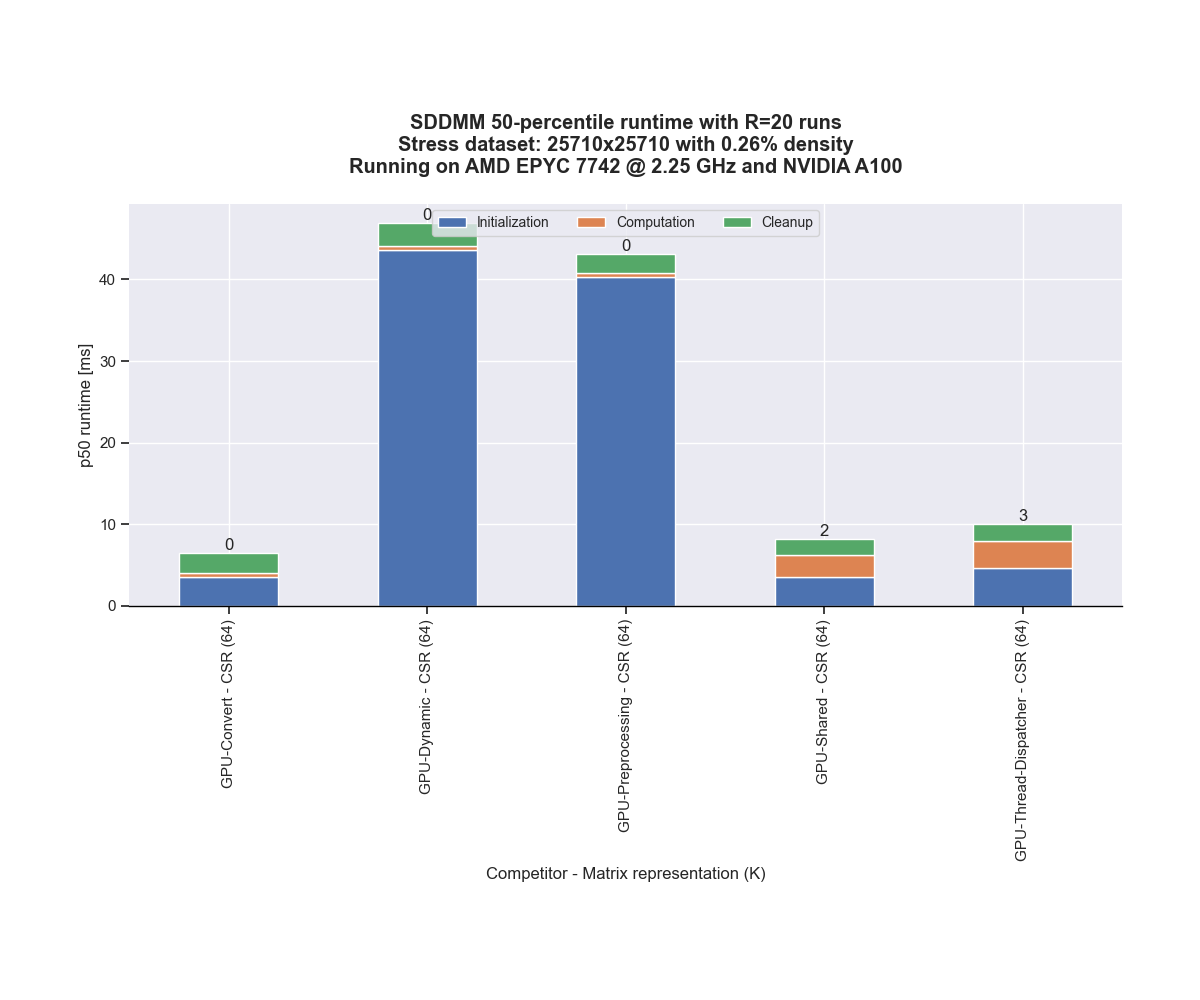 SDDMM 50-percentile runtime with R=20 runs
Stress dataset: 25710x25710 with 0.26% density
Running on AMD EPYC 7742 @ 2.25 GHz and NVIDIA A100
Initialization Computation Cleanup
0
0
0
2
3
p50 runtime [ms]
40
30
20
10
0
GPU-Convert - CSR (64)
GPU-Dynamic - CSR (64)
GPU-Preprocessing - CSR (64)
GPU-Shared - CSR (64)
GPU-Thread-Dispatcher - CSR (64)
Competitor - Matrix representation (K)